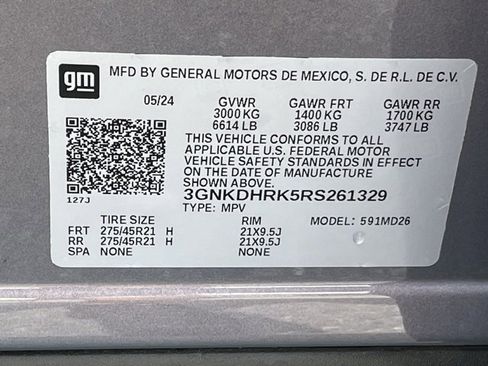 gm
MFD BY GENERAL MOTORS DE MEXICO, S. DE R.L. DE C.V.
05/24 GVWR GAWR FRT GAWR RR
3000 KG 1400 KG 1700 KG
6614 LB 3086 LB 3747 LB
THIS VEHICLE CONFORMS TO ALL
APPLICABLE U.S. FEDERAL MOTOR
VEHICLE SAFETY STANDARDS IN EFFECT
ON THE DATE OF MANUFACTURE
SHOWN ABOVE.
3GNKDHRK5RS261329
127J
TYPE: MPV
TIRE SIZE RIM MODEL: 591MD26
FRT 275/45R21 H 21X9.5J
RR 275/45R21 H 21X9.5J
SPA NONE NONE